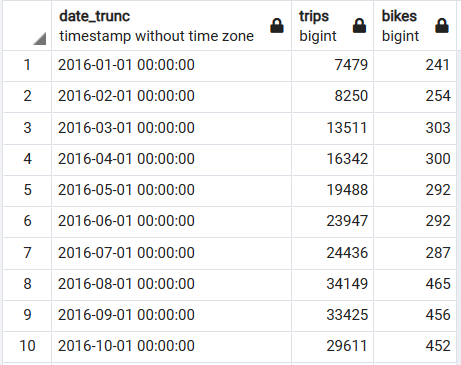 date_trunc trips bikes
timestamp without time zone bigint bigint
1 2016-01-01 00:00:00 7479 241
2 2016-02-01 00:00:00 8250 254
3 2016-03-01 00:00:00 13511 303
4 2016-04-01 00:00:00 16342 300
5 2016-05-01 00:00:00 19488 292
6 2016-06-01 00:00:00 23947 292
7 2016-07-01 00:00:00 24436 287
8 2016-08-01 00:00:00 34149 465
9 2016-09-01 00:00:00 33425 456
10 2016-10-01 00:00:00 29611 452